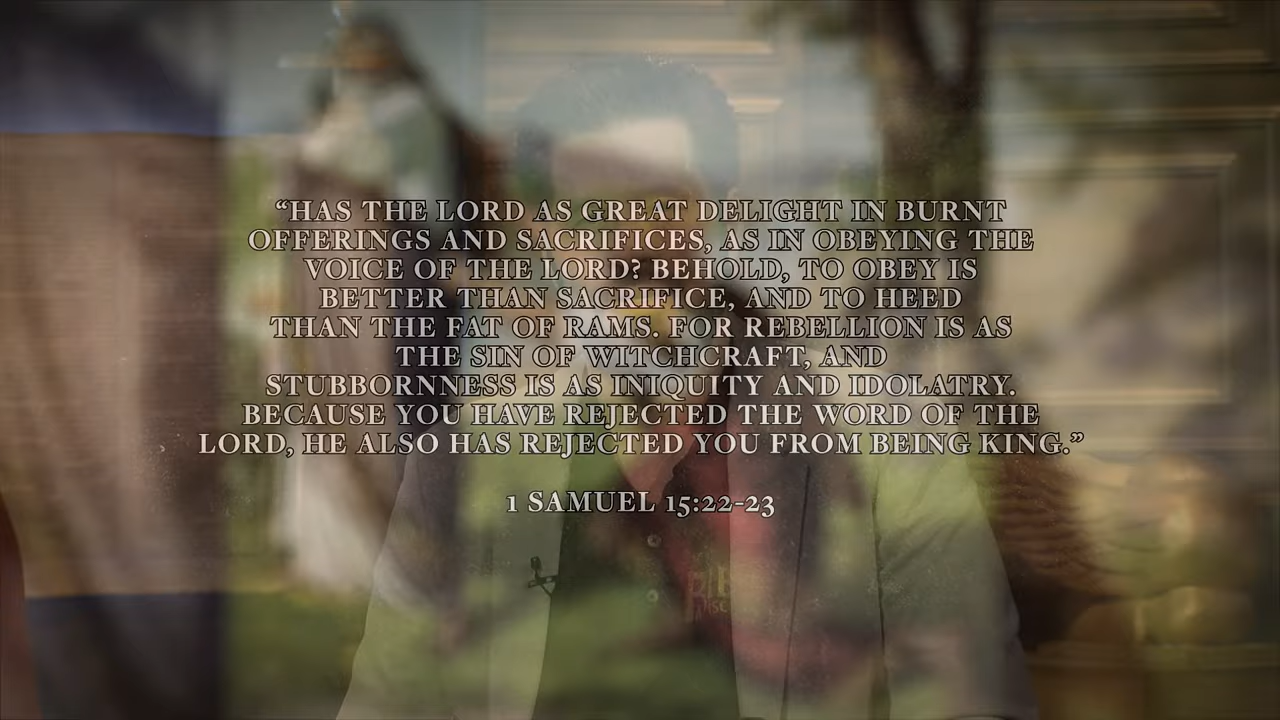 “HAS THE LORD AS GREAT DELIGHT IN BURNT
OFFERINGS AND SACRIFICES, AS IN OBEYING THE
VOICE OF THE LORD? BEHOLD, TO OBEY IS
BETTER THAN SACRIFICE, AND TO HEED
THAN THE FAT OF RAMS. FOR REBELLION IS AS
THE SIN OF WITCHCRAFT, AND
STUBBORNNESS IS AS INIQUITY AND IDOLATRY.
BECAUSE YOU HAVE REJECTED THE WORD OF THE
LORD, HE ALSO HAS REJECTED YOU FROM BEING KING.”
1 SAMUEL 15:22-23